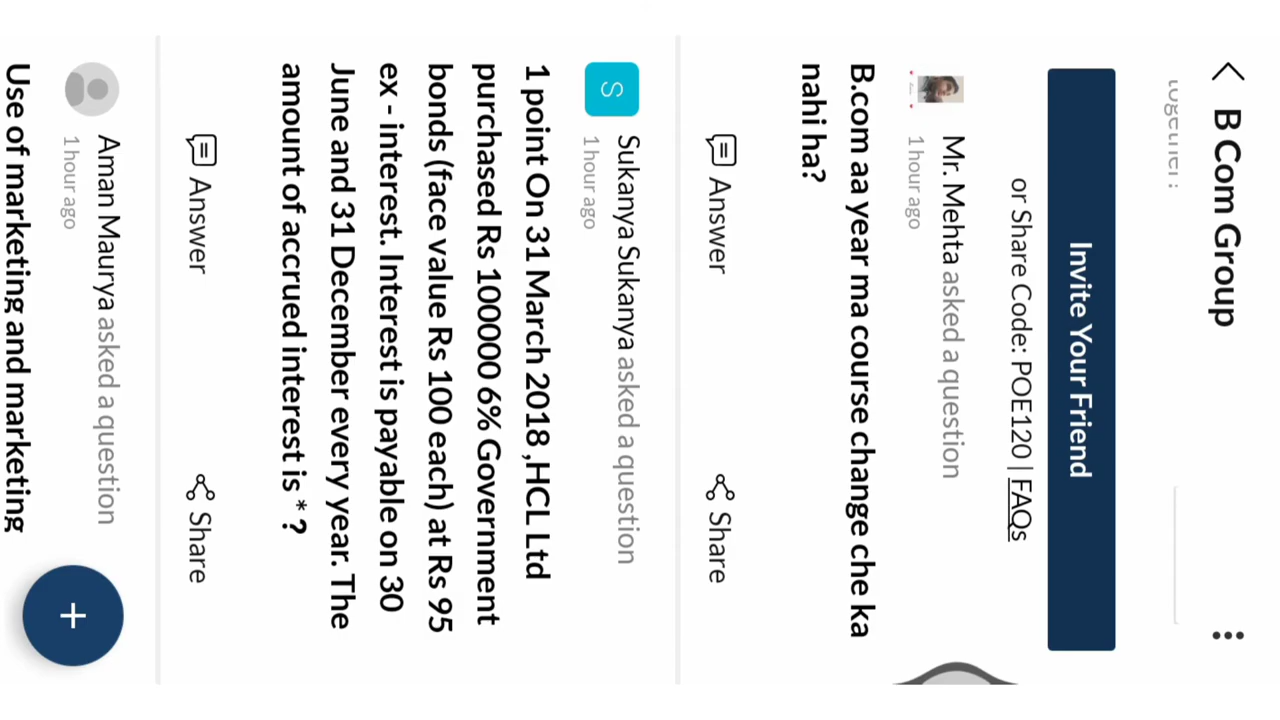 B Com Group
Invite Your Friend
or Share Code: POE120 | FAQs
Mr. Mehta asked a question
1 hour ago
B.com aa year ma course change che ka
nahi ha?
Answer Share
S
Sukanya Sukanya asked a question
1 hour ago
1 point On 31 March 2018 ,HCL Ltd
purchased Rs 100000 6% Government
bonds (face value Rs 100 each) at Rs 95
ex - interest. Interest is payable on 30
June and 31 December every year. The
amount of accrued interest is * ?
Answer Share
Aman Maurya asked a question
1 hour ago
Use of marketing and marketing
+